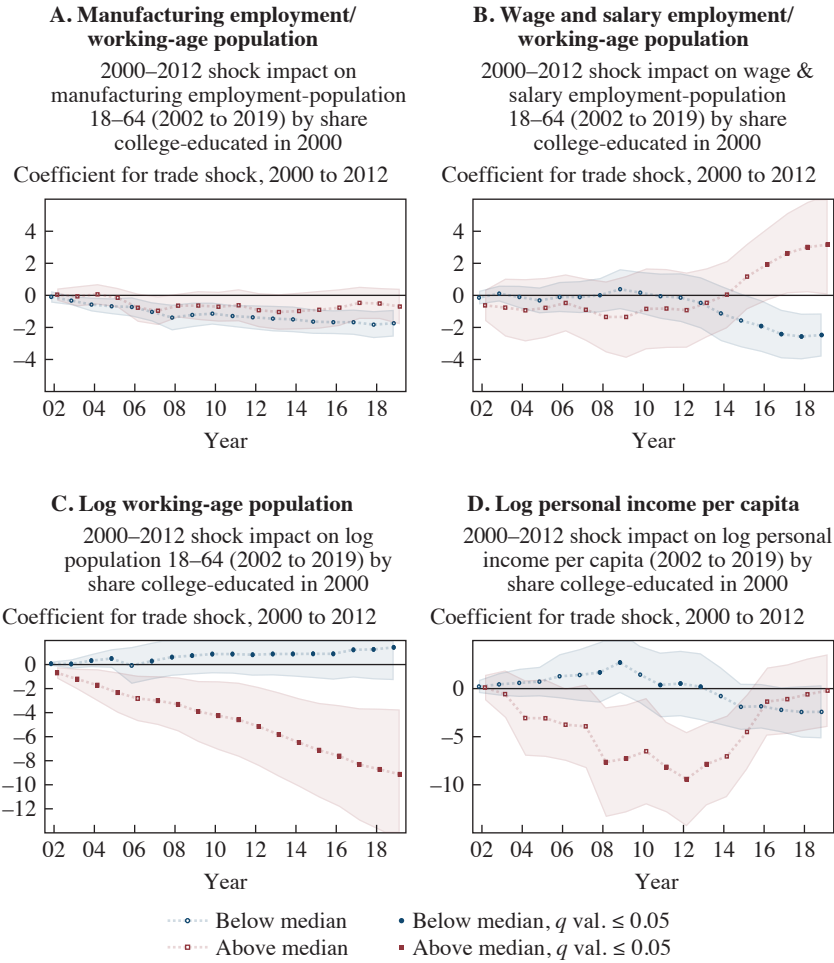 A. Manufacturing employment/
working-age population
2000–2012 shock impact on
manufacturing employment-population
18–64 (2002 to 2019) by share
college-educated in 2000
Coefficient for trade shock, 2000 to 2012
4
2
0
−2
−4
02 04 06 08 10 12 14 16 18
Year
B. Wage and salary employment/
working-age population
2000–2012 shock impact on wage &
salary employment-population
18–64 (2002 to 2019) by share
college-educated in 2000
Coefficient for trade shock, 2000 to 2012
4
2
0
−2
−4
02 04 06 08 10 12 14 16 18
Year
C. Log working-age population
2000–2012 shock impact on log
population 18–64 (2002 to 2019) by
share college-educated in 2000
Coefficient for trade shock, 2000 to 2012
0
−2
−4
−6
−8
−10
−12
02 04 06 08 10 12 14 16 18
Year
D. Log personal income per capita
2000–2012 shock impact on log personal
income per capita (2002 to 2019) by
share college-educated in 2000
Coefficient for trade shock, 2000 to 2012
0
−5
−10
02 04 06 08 10 12 14 16 18
Year
Below median
Below median, q val. ≤ 0.05
Above median
Above median, q val. ≤ 0.05